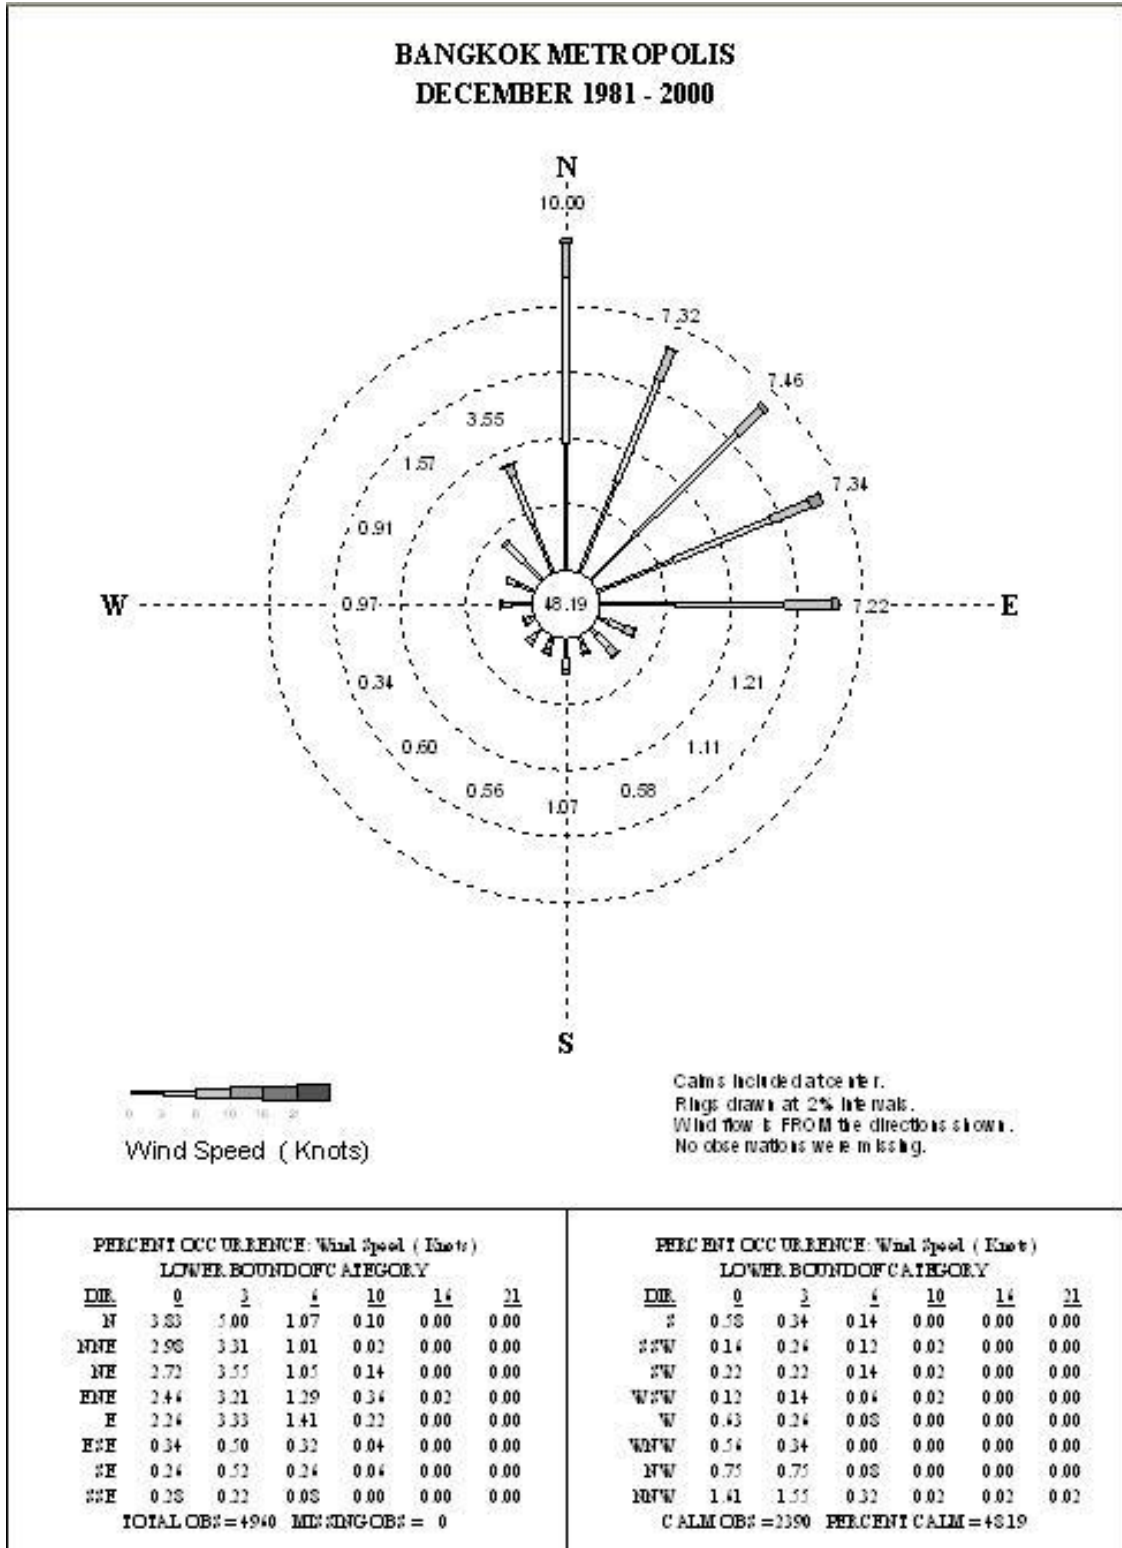 BANGKOK METROPOLIS
DECEMBER 1981 - 2000
N
10.00
7.32
7.46
3.55
1.57
7.34
0.91
W
0.97
48.19
7.22
E
0.34
1.21
0.60
1.11
0.56
1.07
0.58
S
0 3 6 10 16 21
Wind Speed ( Knots)
Calms included at center.
Rings drawn at 2% intervals.
Wind flow is FROM the directions shown.
No observations were missing.
PERCENT OCCURRENCE: Wind Speed ( Knots)
LOWER BOUND OF CATEGORY
DIR 0 3 6 10 16 21
N 3.83 5.00 1.07 0.10 0.00 0.00
NNE 2.98 3.31 1.01 0.02 0.00 0.00
NE 2.72 3.55 1.05 0.14 0.00 0.00
ENE 2.46 3.21 1.29 0.36 0.02 0.00
E 2.26 3.33 1.41 0.22 0.00 0.00
ESE 0.34 0.50 0.32 0.04 0.00 0.00
SE 0.26 0.52 0.26 0.06 0.00 0.00
SSE 0.28 0.22 0.08 0.00 0.00 0.00
TOTAL OBS = 4960 MISSING OBS = 0
PERCENT OCCURRENCE: Wind Speed ( Knots)
LOWER BOUND OF CATEGORY
DIR 0 3 6 10 16 21
S 0.58 0.34 0.14 0.00 0.00 0.00
SSW 0.16 0.26 0.12 0.02 0.00 0.00
SW 0.22 0.22 0.14 0.02 0.00 0.00
WSW 0.12 0.14 0.06 0.02 0.00 0.00
W 0.63 0.26 0.08 0.00 0.00 0.00
WNW 0.56 0.34 0.00 0.00 0.00 0.00
NW 0.75 0.75 0.08 0.00 0.00 0.00
NNW 1.61 1.55 0.32 0.02 0.02 0.02
CALM OBS = 2390 PERCENT CALM = 48.19